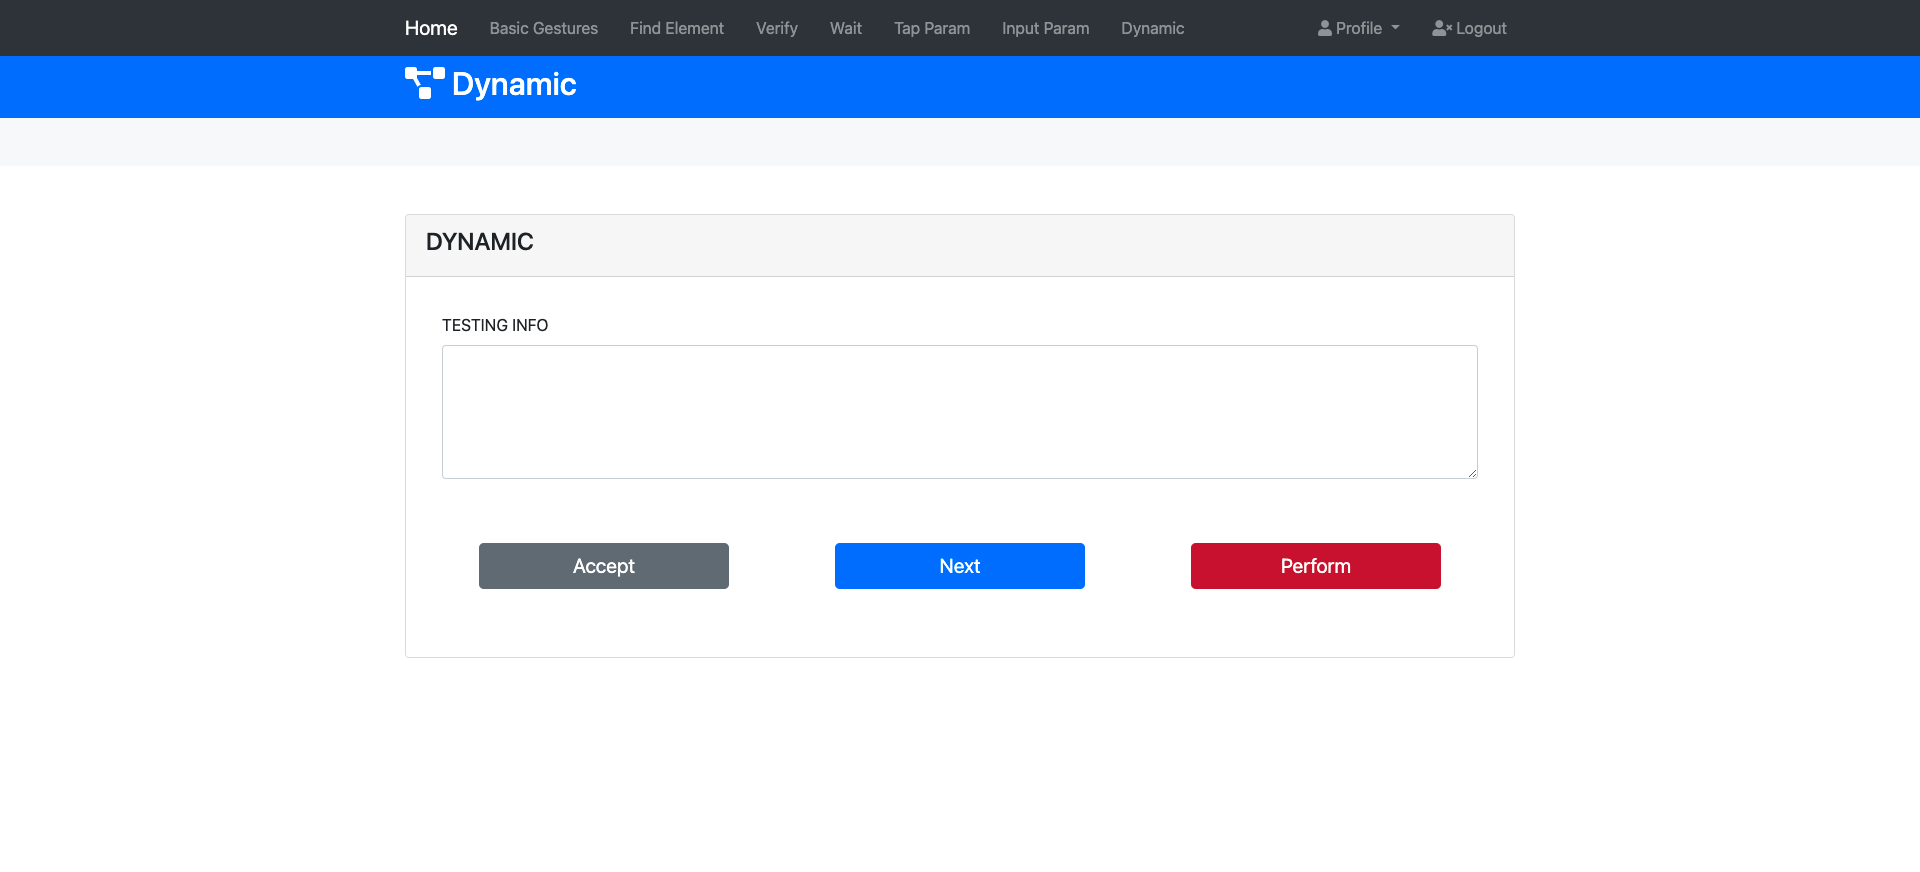 Home Basic Gestures Find Element Verify Wait Tap Param Input Param Dynamic Profile Logout
Dynamic
DYNAMIC
TESTING INFO
Accept Next Perform